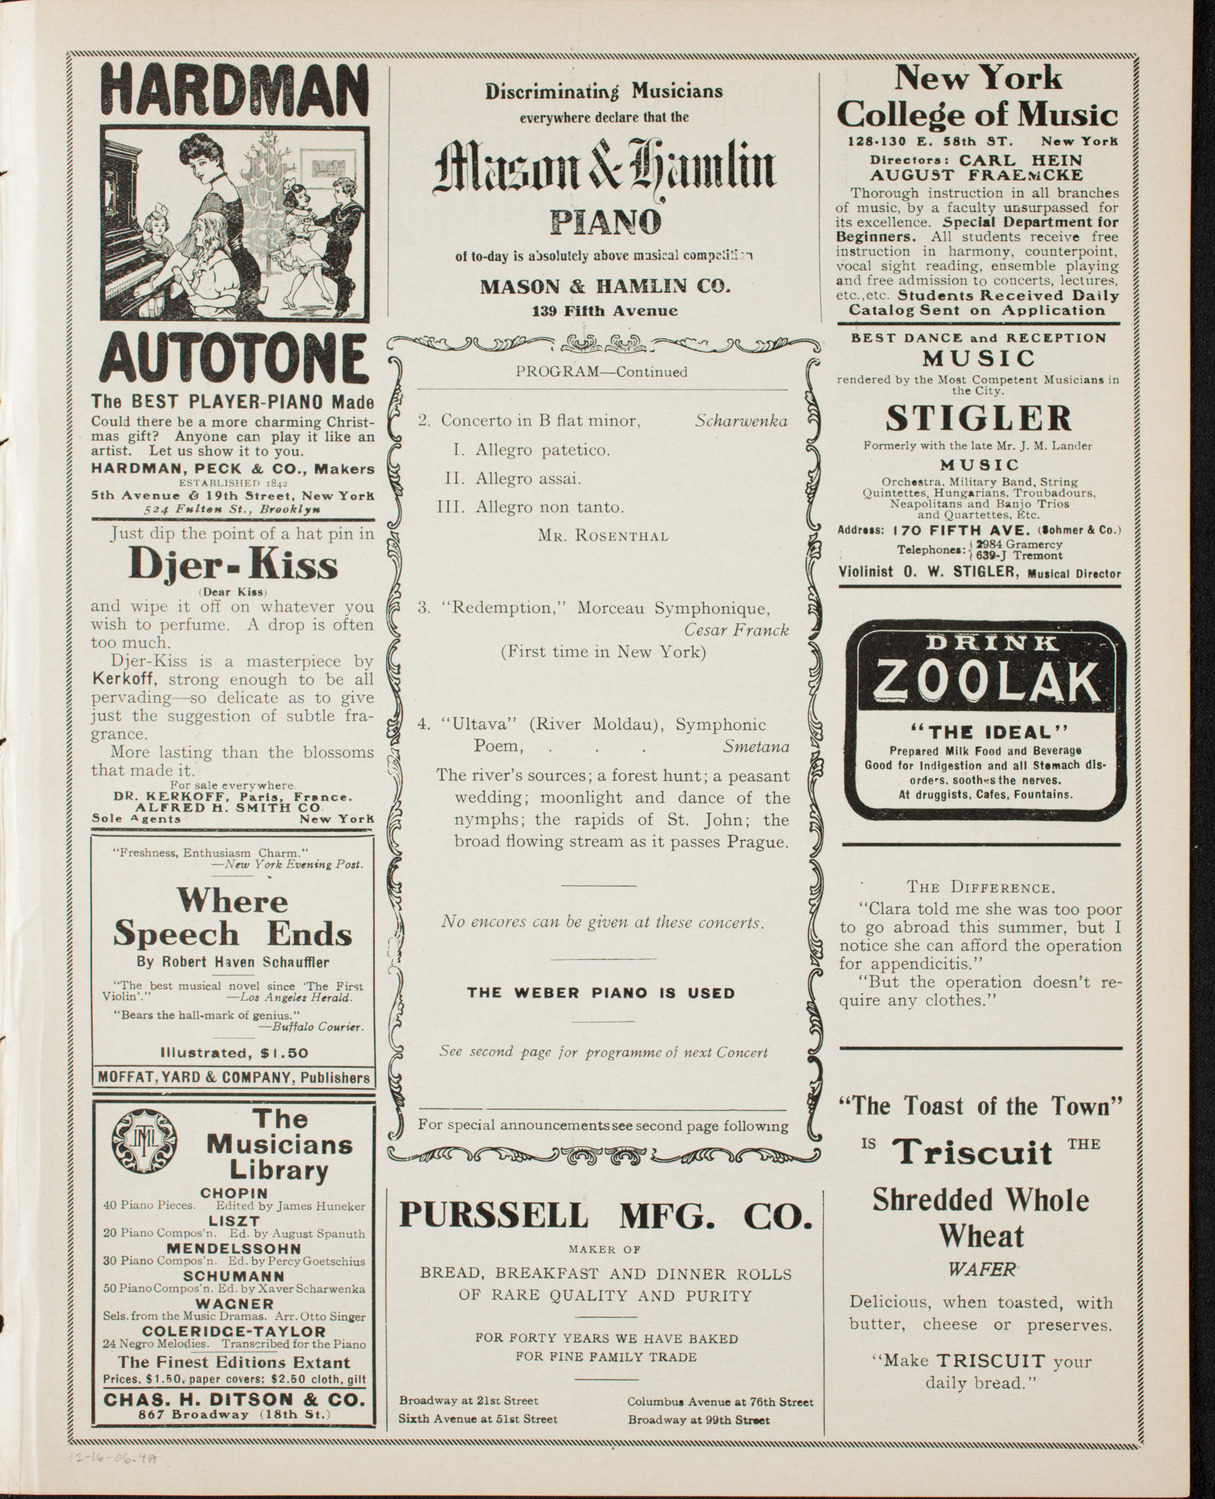 HARDMAN
AUTOTONE
The BEST PLAYER-PIANO Made
Could there be a more charming Christ-
mas gift? Anyone can play it like an
artist. Let us show it to you.
HARDMAN, PECK & CO., Makers
ESTABLISHED 1842
5th Avenue & 19th Street, New York
524 Fulton St., Brooklyn
Just dip the point of a hat pin in
Djer-Kiss
(Dear Kiss)
and wipe it off on whatever you
wish to perfume. A drop is often
too much.
Djer-Kiss is a masterpiece by
Kerkoff, strong enough to be all
pervading—so delicate as to give
just the suggestion of subtle fra-
grance.
More lasting than the blossoms
that made it.
For sale everywhere.
DR. KERKOFF, Paris, France.
ALFRED H. SMITH CO.
Sole Agents New York
"Freshness, Enthusiasm Charm."
—New York Evening Post.
Where
Speech Ends
By Robert Haven Schauffler
"The best musical novel since 'The First
Violin'." —Los Angeles Herald.
"Bears the hall-mark of genius."
—Buffalo Courier.
Illustrated, $1.50
MOFFAT, YARD & COMPANY, Publishers
The
Musicians
Library
CHOPIN
40 Piano Pieces. Edited by James Huneker
LISZT
20 Piano Compos'n. Ed. by August Spanuth
MENDELSSOHN
30 Piano Compos'n. Ed. by Percy Goetschius
SCHUMANN
50 Piano Compos'n. Ed. by Xaver Scharwenka
WAGNER
Sels. from the Music Dramas. Arr. Otto Singer
COLERIDGE-TAYLOR
24 Negro Melodies. Transcribed for the Piano
The Finest Editions Extant
Prices, $1.50, paper covers; $2.50 cloth, gilt
CHAS. H. DITSON & CO.
867 Broadway (18th St.)
Discriminating Musicians
everywhere declare that the
Mason & Hamlin
PIANO
of to-day is absolutely above musical competition
MASON & HAMLIN CO.
139 Fifth Avenue
PROGRAM—Continued
2. Concerto in B flat minor, Scharwenka
I. Allegro patetico.
II. Allegro assai.
III. Allegro non tanto.
MR. ROSENTHAL
3. "Redemption," Morceau Symphonique,
Cesar Franck
(First time in New York)
4. "Ultava" (River Moldau), Symphonic
Poem, . . . Smetana
The river's sources; a forest hunt; a peasant
wedding; moonlight and dance of the
nymphs; the rapids of St. John; the
broad flowing stream as it passes Prague.
No encores can be given at these concerts.
THE WEBER PIANO IS USED
See second page for programme of next Concert
For special announcements see second page following
PURSSELL MFG. CO.
MAKER OF
BREAD, BREAKFAST AND DINNER ROLLS
OF RARE QUALITY AND PURITY
FOR FORTY YEARS WE HAVE BAKED
FOR FINE FAMILY TRADE
Broadway at 21st Street Columbus Avenue at 76th Street
Sixth Avenue at 51st Street Broadway at 99th Street
New York
College of Music
128-130 E. 58th ST. New York
Directors: CARL HEIN
AUGUST FRAEMCKE
Thorough instruction in all branches
of music, by a faculty unsurpassed for
its excellence. Special Department for
Beginners. All students receive free
instruction in harmony, counterpoint,
vocal sight reading, ensemble playing
and free admission to concerts, lectures,
etc., etc. Students Received Daily
Catalog Sent on Application
BEST DANCE and RECEPTION
MUSIC
rendered by the Most Competent Musicians in
the City.
STIGLER
Formerly with the late Mr. J. M. Lander
MUSIC
Orchestra, Military Band, String
Quintettes, Hungarians, Troubadours,
Neapolitans and Banjo Trios
and Quartettes, Etc.
Address: 170 FIFTH AVE. (Sohmer & Co.)
Telephones: 2984 Gramercy
639-J Tremont
Violinist O. W. STIGLER, Musical Director
DRINK
ZOOLAK
"THE IDEAL"
Prepared Milk Food and Beverage
Good for Indigestion and all Stomach dis-
orders, soothes the nerves.
At druggists, Cafes, Fountains.
THE DIFFERENCE.
"Clara told me she was too poor
to go abroad this summer, but I
notice she can afford the operation
for appendicitis."
"But the operation doesn't re-
quire any clothes."
"The Toast of the Town"
IS Triscuit THE
Shredded Whole
Wheat
WAFER
Delicious, when toasted, with
butter, cheese or preserves.
"Make TRISCUIT your
daily bread."
12-16-06-4A